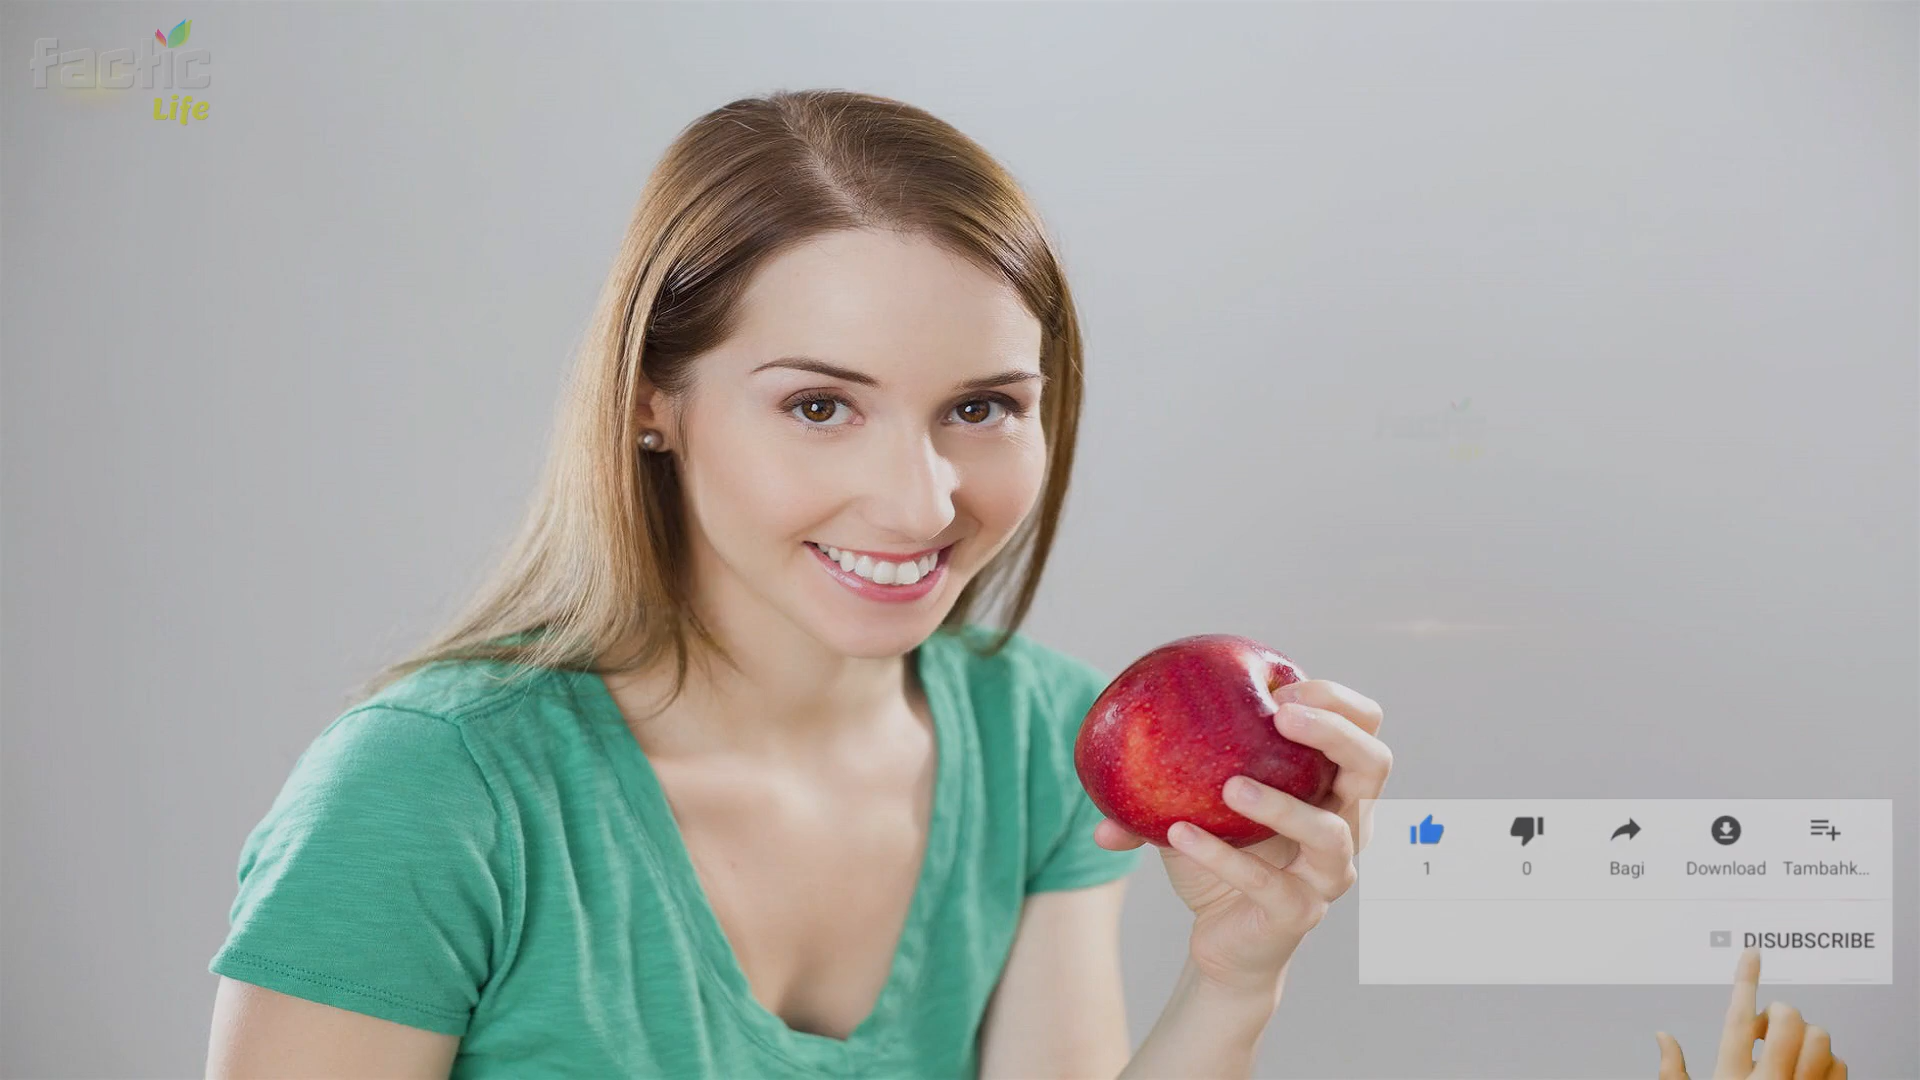 factic
Life
1
0
Bagi
Download
Tambahk...
DISUBSCRIBE